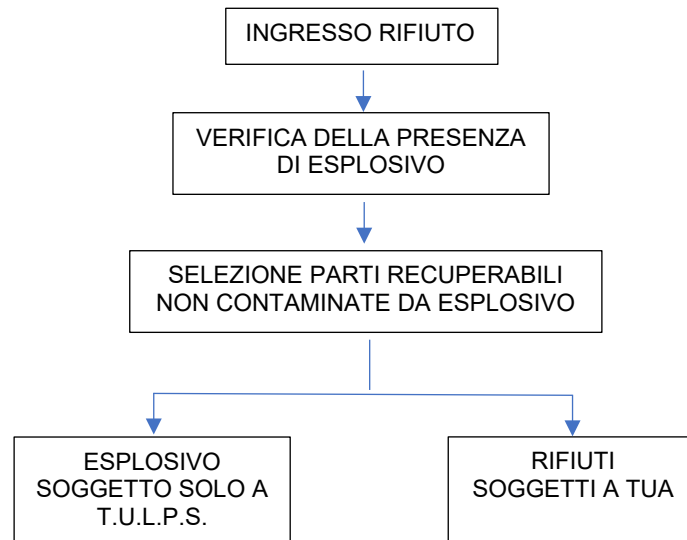 INGRESSO RIFIUTO
VERIFICA DELLA PRESENZA
DI ESPLOSIVO
SELEZIONE PARTI RECUPERABILI
NON CONTAMINATE DA ESPLOSIVO
ESPLOSIVO
SOGGETTO SOLO A
T.U.L.P.S.
RIFIUTI
SOGGETTI A TUA